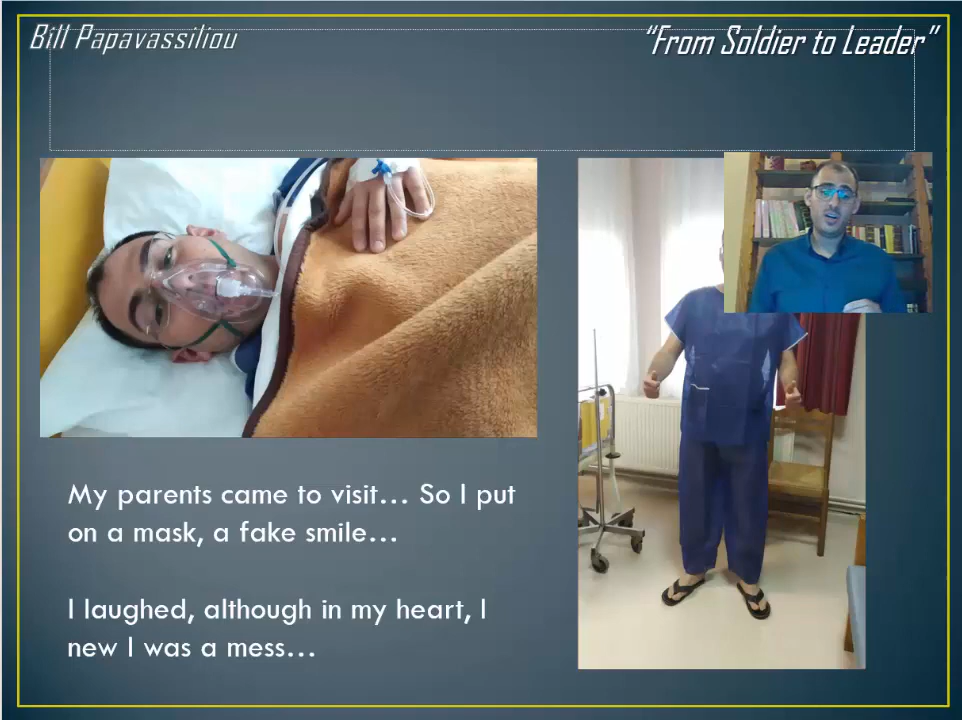 Bill Papavassiliou
"From Soldier to Leader"
My parents came to visit... So I put
on a mask, a fake smile...
I laughed, although in my heart, I
new I was a mess...